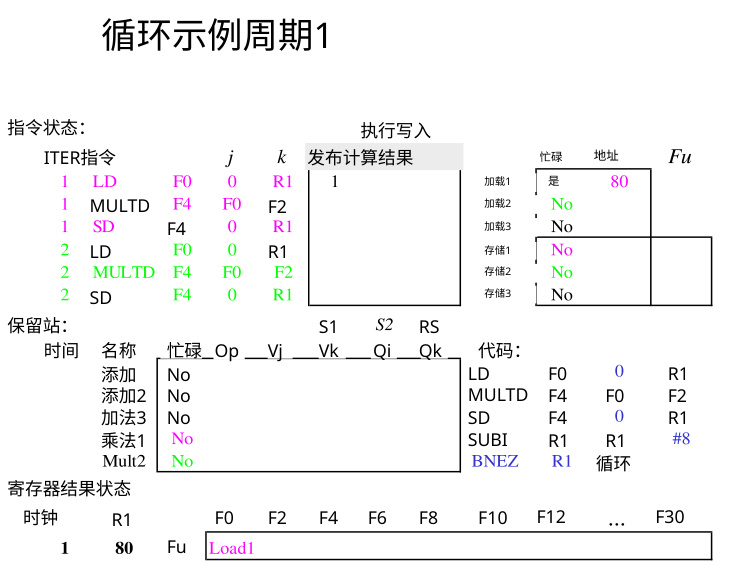 循环示例周期1
指令状态：
执行写入
ITER指令 j k 发布计算结果 忙碌 地址 Fu
1 LD F0 0 R1 1 加载1 是 80
1 MULTD F4 F0 F2 加载2 No
1 SD F4 0 R1 加载3 No
2 LD F0 0 R1 存储1 No
2 MULTD F4 F0 F2 存储2 No
2 SD F4 0 R1 存储3 No
保留站： S1 S2 RS
时间 名称 忙碌 Op Vj Vk Qi Qk 代码：
添加 No LD F0 0 R1
添加2 No MULTD F4 F0 F2
加法3 No SD F4 0 R1
乘法1 No SUBI R1 R1 #8
Mult2 No BNEZ R1 循环
寄存器结果状态
时钟 R1 F0 F2 F4 F6 F8 F10 F12 ... F30
1 80 Fu Load1